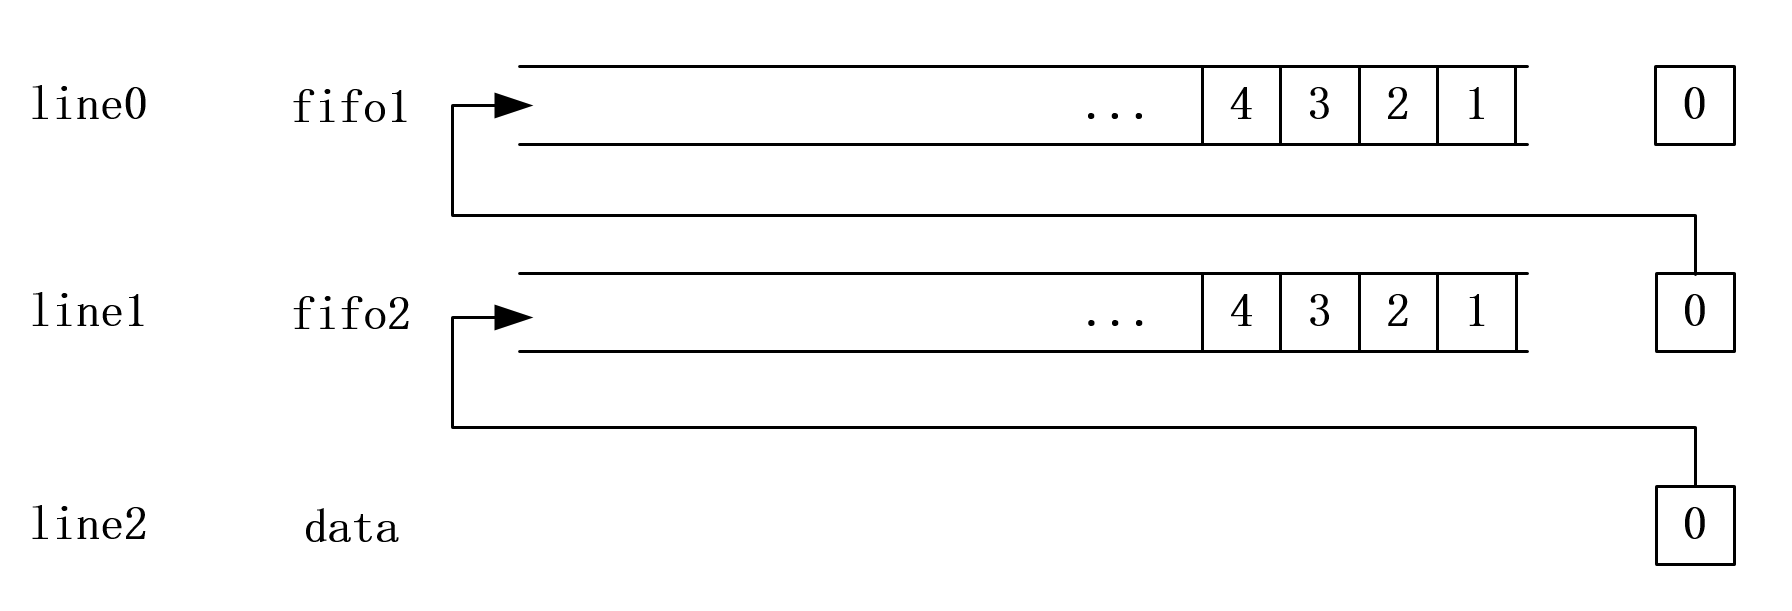 line0 fifo1 ... 4 3 2 1 0
line1 fifo2 ... 4 3 2 1 0
line2 data 0